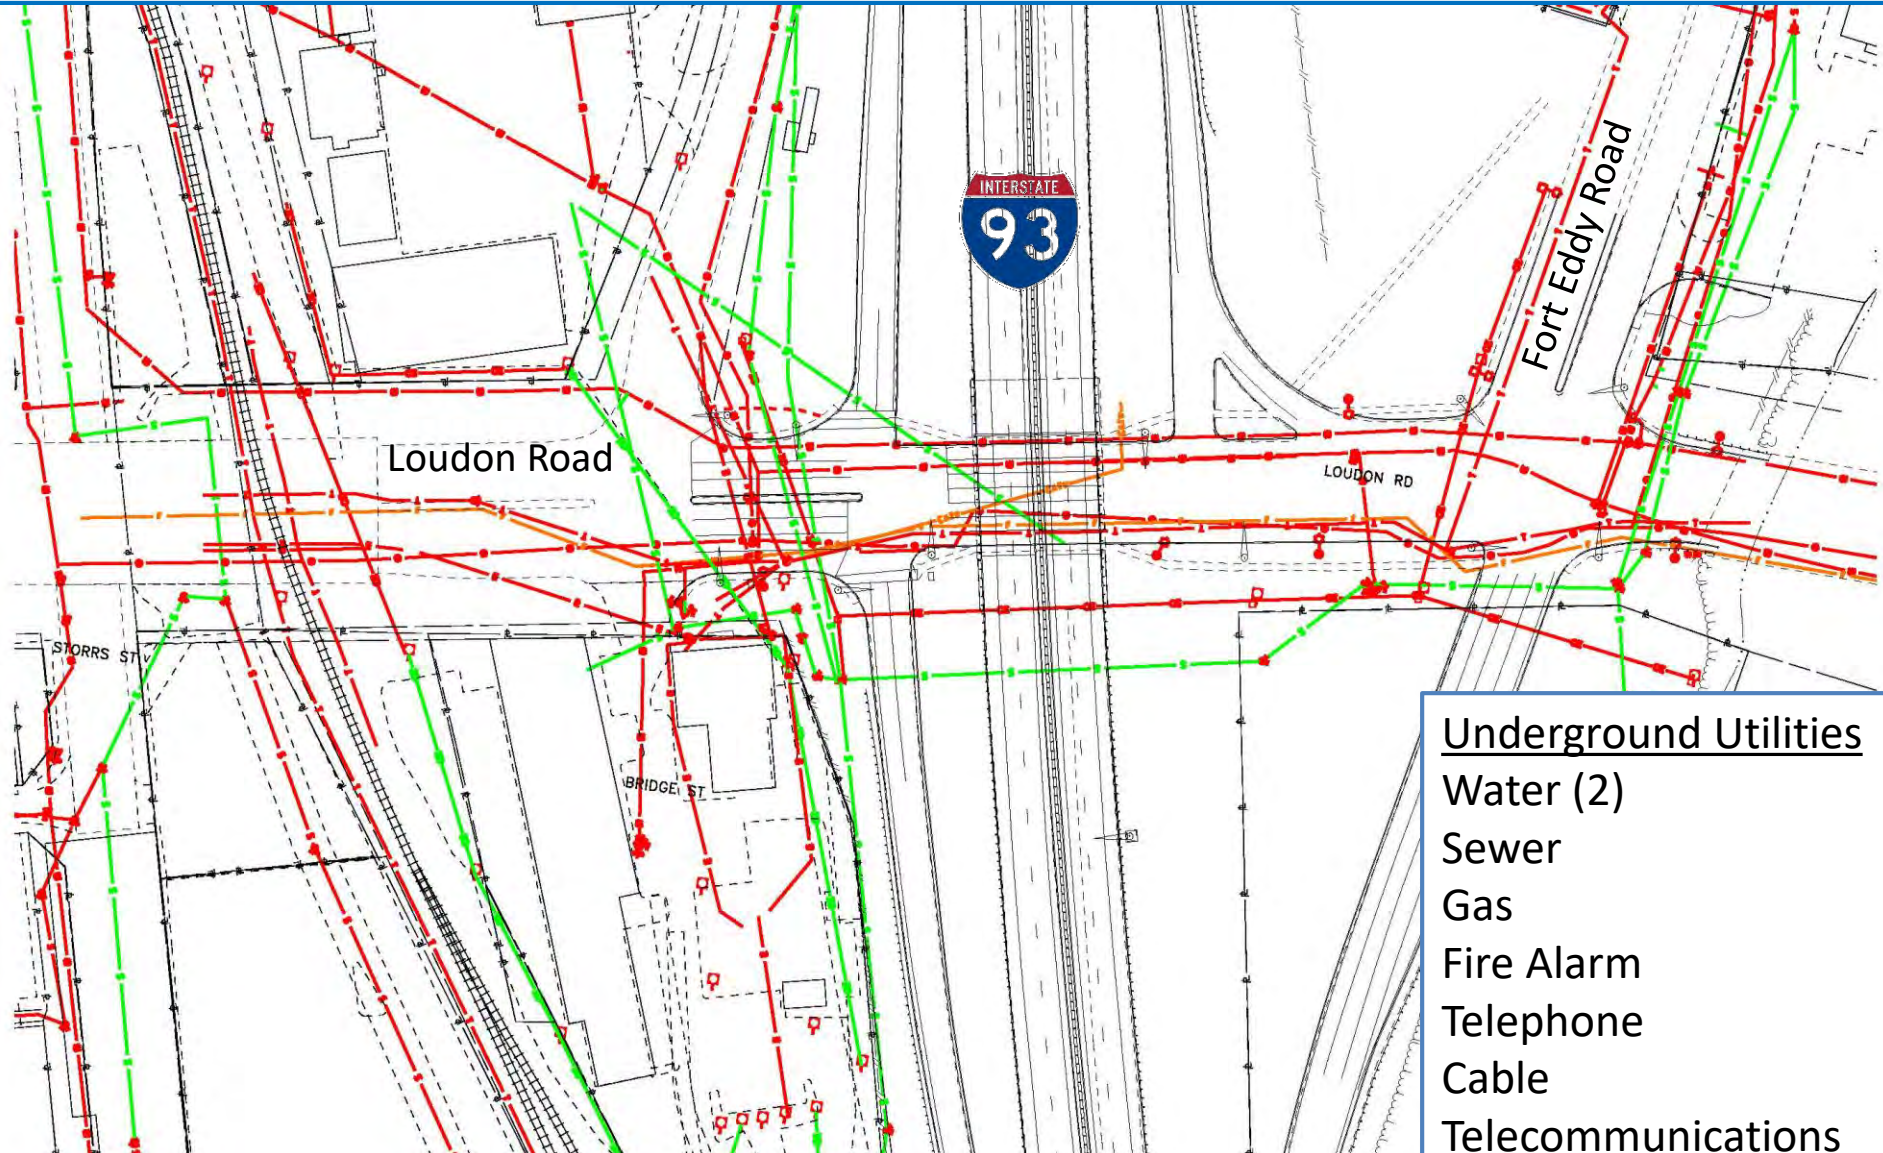 INTERSTATE
93
Fort Eddy Road
Loudon Road
LOUDON RD
STORRS ST
BRIDGE ST
Underground Utilities
Water (2)
Sewer
Gas
Fire Alarm
Telephone
Cable
Telecommunications